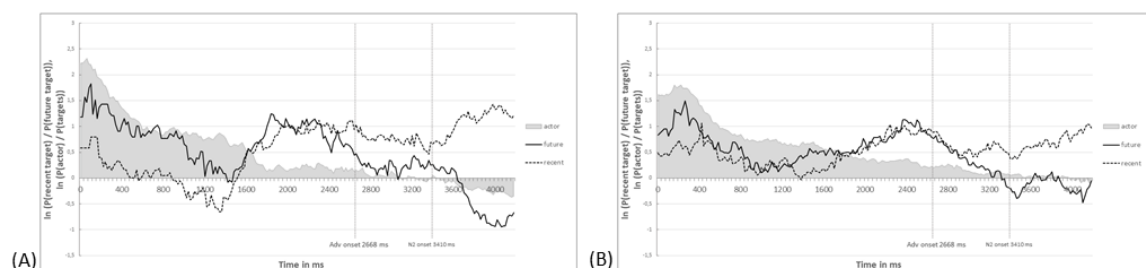 ln (P(recent target) / P(future target)),
ln (P(actor) / P(targets))
3
2,5
2
1,5
1
0,5
0
-0,5
-1
-1,5
0 400 800 1200 1600 2000 2400 2800 3200 3600 4000
Adv onset 2668 ms
N2 onset 3410 ms
Time in ms
actor
future
recent
(A)
ln (P(recent target) / P(future target)),
ln (P(actor) / P(targets))
3
2,5
2
1,5
1
0,5
0
-0,5
-1
-1,5
0 400 800 1200 1600 2000 2400 2800 3200 3600 4000
Adv onset 2668 ms
N2 onset 3410 ms
Time in ms
actor
future
recent
(B)